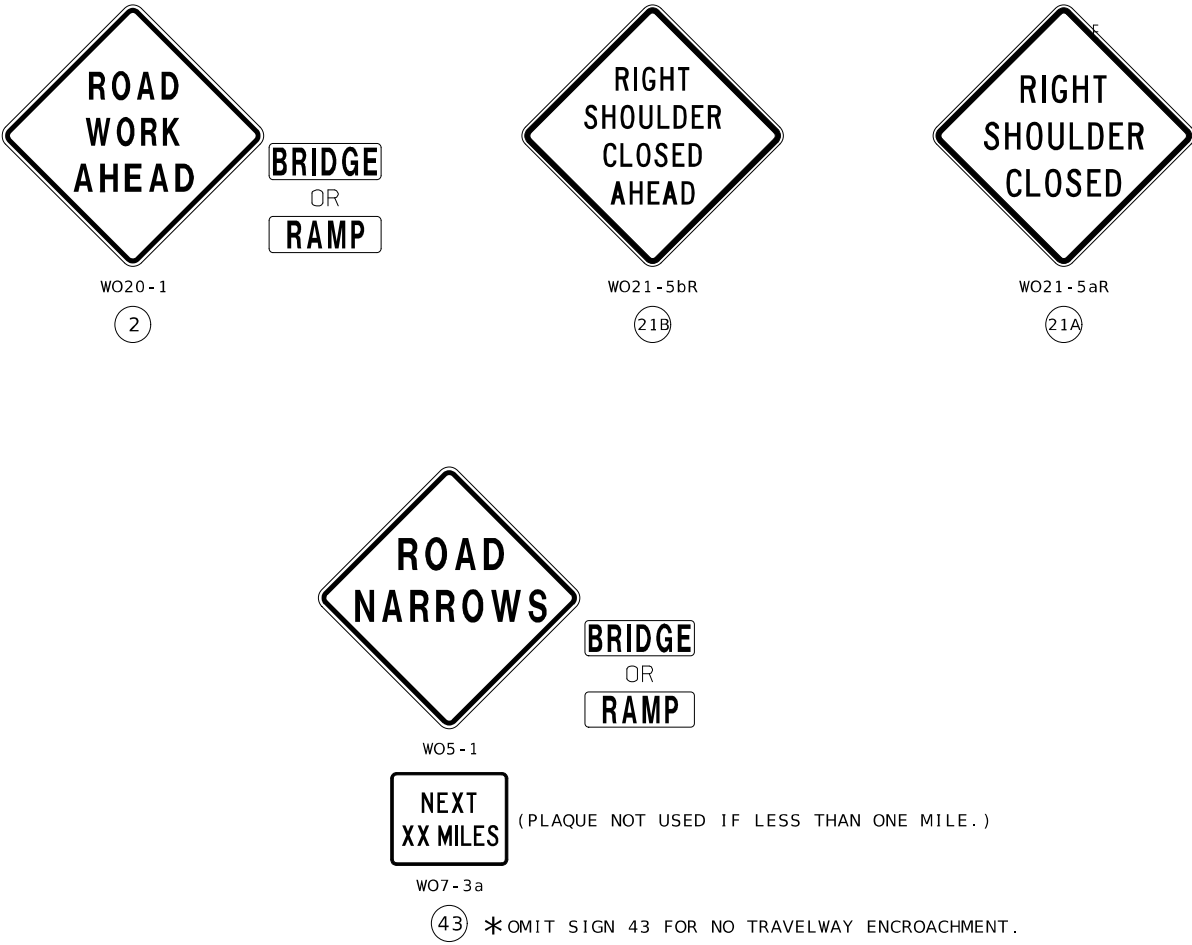 ROAD
WORK
AHEAD
BRIDGE
OR
RAMP
WO20-1
2
RIGHT
SHOULDER
CLOSED
AHEAD
WO21-5bR
21B
F
RIGHT
SHOULDER
CLOSED
WO21-5aR
21A
ROAD
NARROWS
BRIDGE
OR
RAMP
WO5-1
NEXT
XX MILES
(PLAQUE NOT USED IF LESS THAN ONE MILE.)
WO7-3a
43 *OMIT SIGN 43 FOR NO TRAVELWAY ENCROACHMENT.